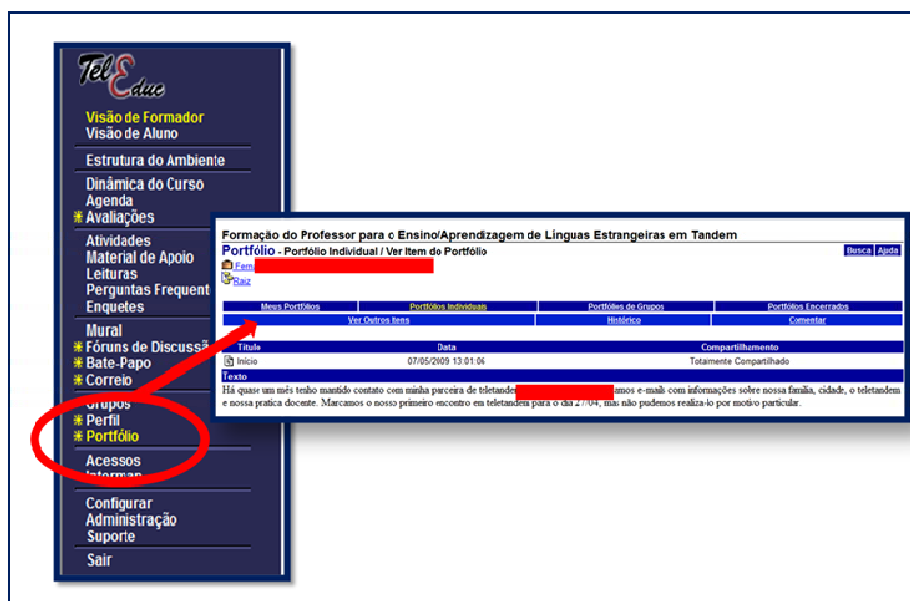 TelEduc
Visão de Formador
Visão de Aluno
Estrutura do Ambiente
Dinâmica do Curso
Agenda
Avaliações
Atividades
Material de Apoio
Leituras
Perguntas Frequent
Enquetes
Mural
Fóruns de Discussã
Bate-Papo
Correio
Grupos
Perfil
Portfólio
Acessos
Intermap
Configurar
Administração
Suporte
Sair
Formação do Professor para o Ensino/Aprendizagem de Línguas Estrangeiras em Tandem
Portfólio - Portfólio Individual / Ver Item do Portfólio
Busca Ajuda
Fern
Raiz
Meus Portfólios Portfólios Individuais Portfólios de Grupos Portfólios Encerrados
Ver Outros Itens Histórico Comentar
Título Data Compartilhamento
Início 07/05/2009 13:01:06 Totalmente Compartilhado
Texto
Há quase um mês tenho mantido contato com minha parceira de teletandem amos e-mails com informações sobre nossa família, cidade, o teletandem
e nossa pratica docente. Marcamos o nosso primeiro encontro em teletandem para o dia 27/04, mas não pudemos realiza-lo por motivo particular.